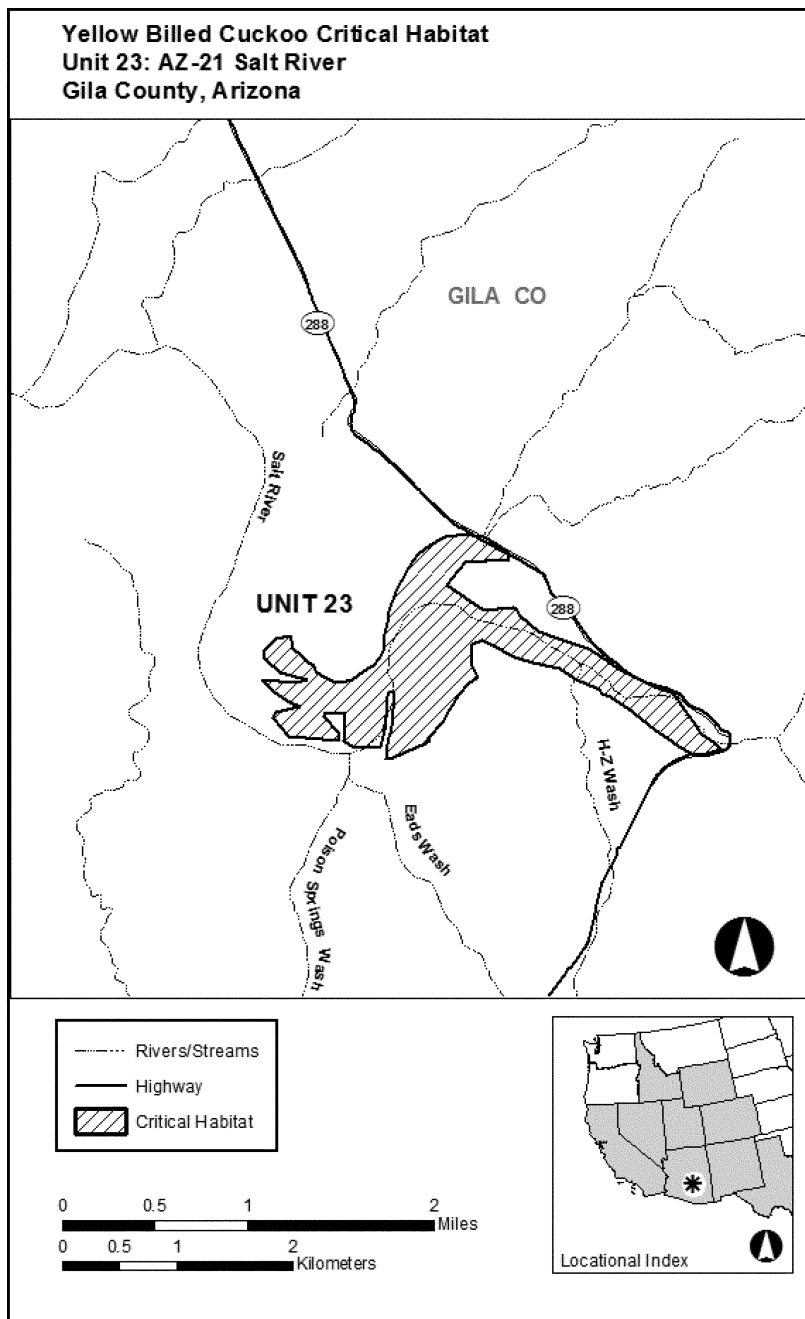 Yellow Billed Cuckoo Critical Habitat
Unit 23: AZ-21 Salt River
Gila County, Arizona
GILA CO
288
Salt River
UNIT 23
288
H-Z Wash
Eads Wash
Poison Springs Wash
Rivers/Streams
Highway
Critical Habitat
0 0.5 1 2
Miles
0 0.5 1 2
Kilometers
Locational Index